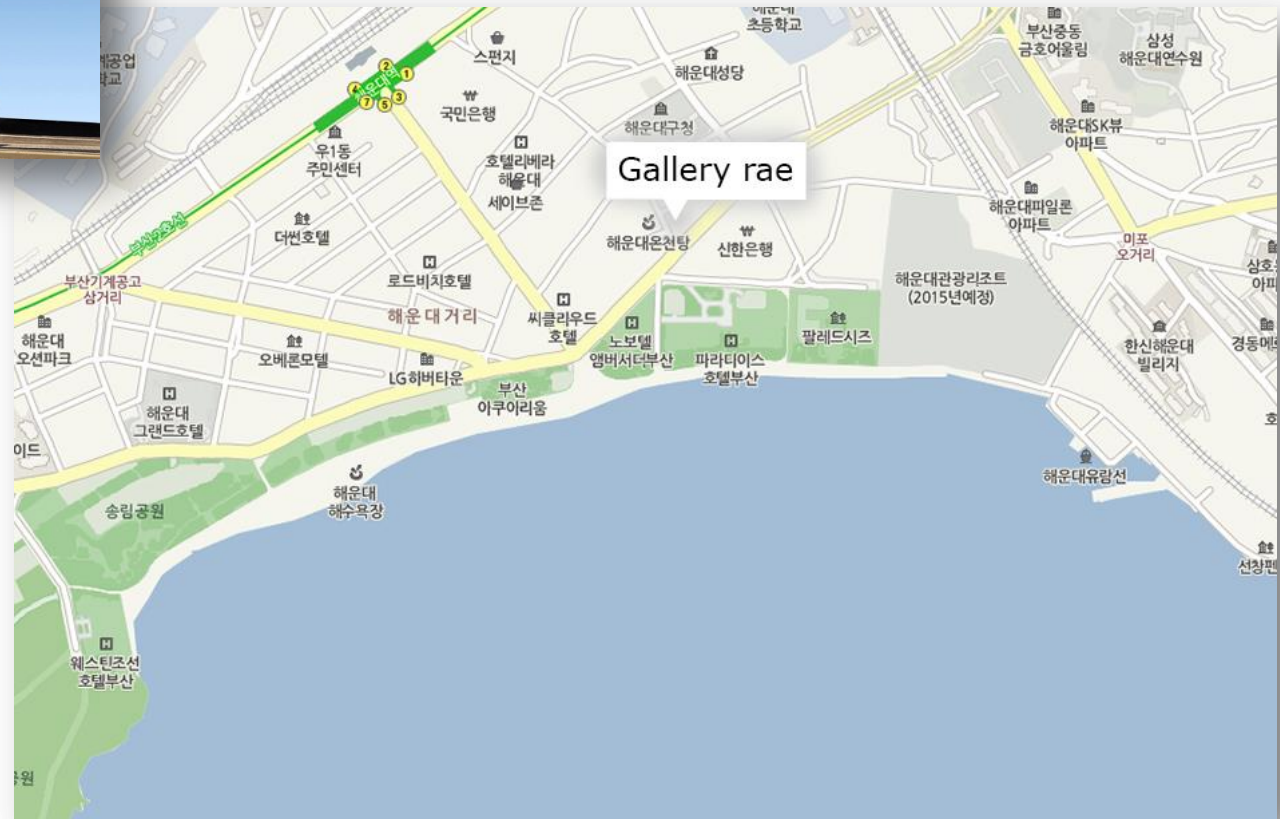 해운대
초등학교
부산중동
금호어울림
삼성
해운대연수원
스펀지
해운대성당
2
1
4
해운대역
7
5
3
국민은행
해운대구청
해운대SK뷰
아파트
우1동
주민센터
호텔리베라
해운대
세이브존
Gallery rae
해운대파일론
아파트
더썬호텔
부산2호선
해운대온천탕
신한은행
미포
오거리
부산기계공고
삼거리
로드비치호텔
해운대관광리조트
(2015년예정)
해운대거리
씨클라우드
호텔
해운대
오션파크
오베론모텔
LG하버타운
노보텔
앰버서더부산
파라다이스
호텔부산
팔레드시즈
한신해운대
빌리지
부산
아쿠아리움
해운대
그랜드호텔
해운대유람선
해운대
해수욕장
송림공원
웨스틴조선
호텔부산